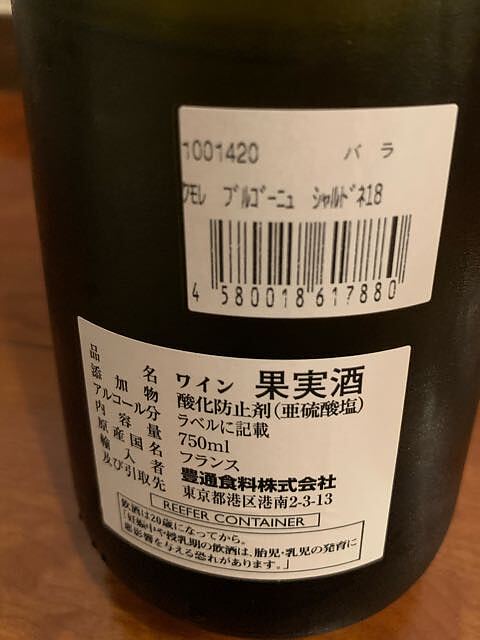 1001420 バラ
ｸﾓﾚ ﾌﾞﾙｺﾞｰﾆｭ ｼｬﾙﾄﾞﾈ18
4 580018 617880
品名 ワイン 果実酒
添加物 酸化防止剤(亜硫酸塩)
アルコール分 ラベルに記載
内容量 750ml
原産国名 フランス
輸入者 豊通食料株式会社
及び引取先 東京都港区港南2-3-13
REEFER CONTAINER
飲酒は20歳になってから。
「妊娠中や授乳期の飲酒は、胎児・乳児の発育に
悪影響を与える恐れがあります。」